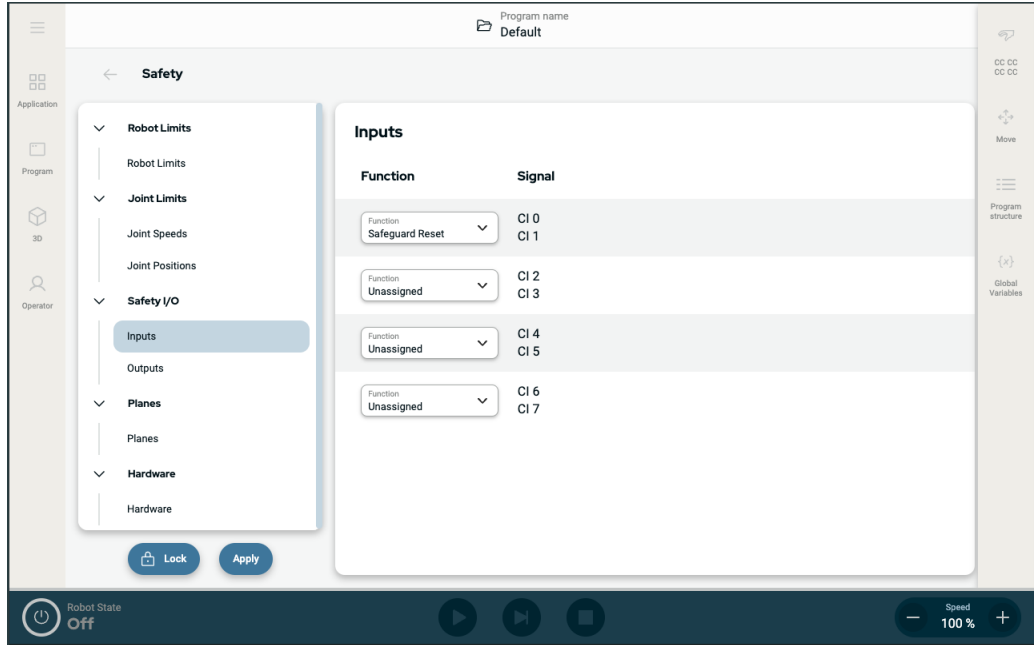 Program name
Default
Application
Program
3D
Operator
Safety
Robot Limits
Robot Limits
Joint Limits
Joint Speeds
Joint Positions
Safety I/O
Inputs
Outputs
Planes
Planes
Hardware
Hardware
Lock
Apply
Inputs
Function Signal
Function
Safeguard Reset
CI 0
CI 1
Function
Unassigned
CI 2
CI 3
Function
Unassigned
CI 4
CI 5
Function
Unassigned
CI 6
CI 7
CC CC
CC CC
Move
Program
structure
{x}
Global
Variables
Robot State
Off
Speed
100 %